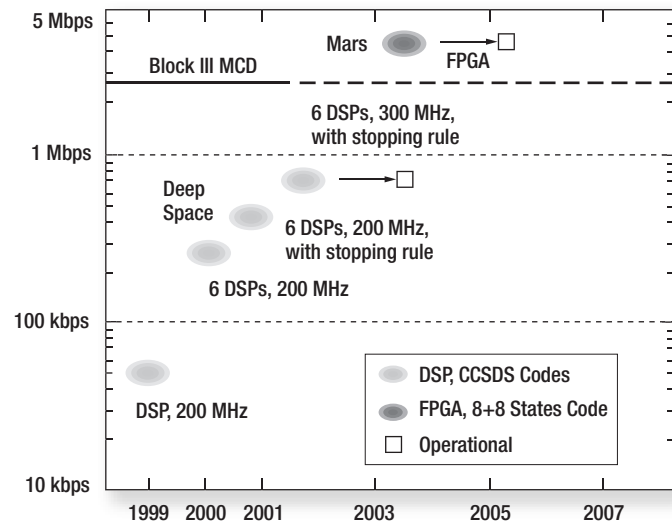 5 Mbps
Mars
FPGA
Block III MCD
6 DSPs, 300 MHz,
with stopping rule
1 Mbps
Deep
Space
6 DSPs, 200 MHz,
with stopping rule
6 DSPs, 200 MHz
100 kbps
DSP, 200 MHz
DSP, CCSDS Codes
FPGA, 8+8 States Code
Operational
10 kbps
1999 2000 2001 2003 2005 2007